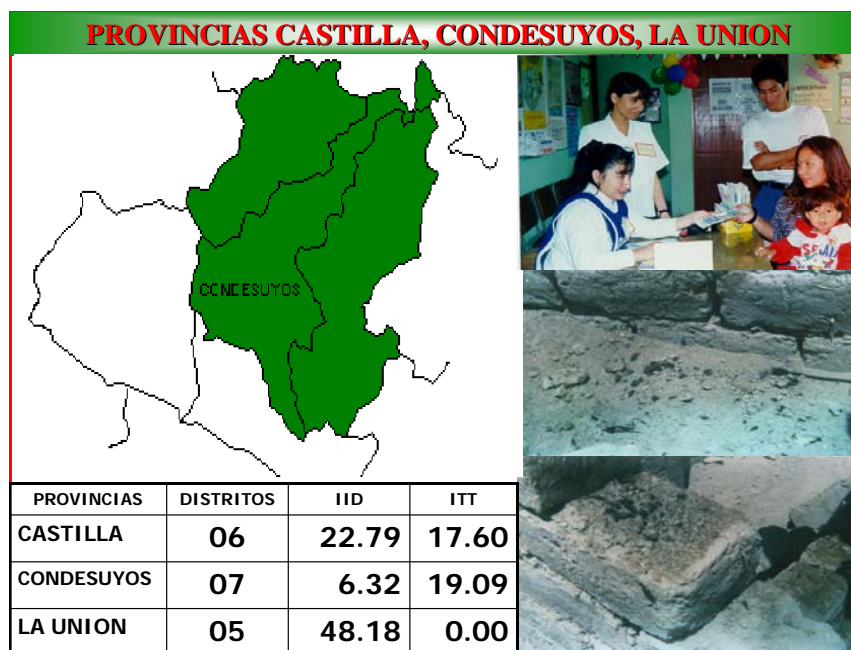 PROVINCIAS CASTILLA, CONDESUYOS, LA UNION
CONDESUYOS
PROVINCIAS DISTRITOS IID ITT
CASTILLA 06 22.79 17.60
CONDESUYOS 07 6.32 19.09
LA UNION 05 48.18 0.00